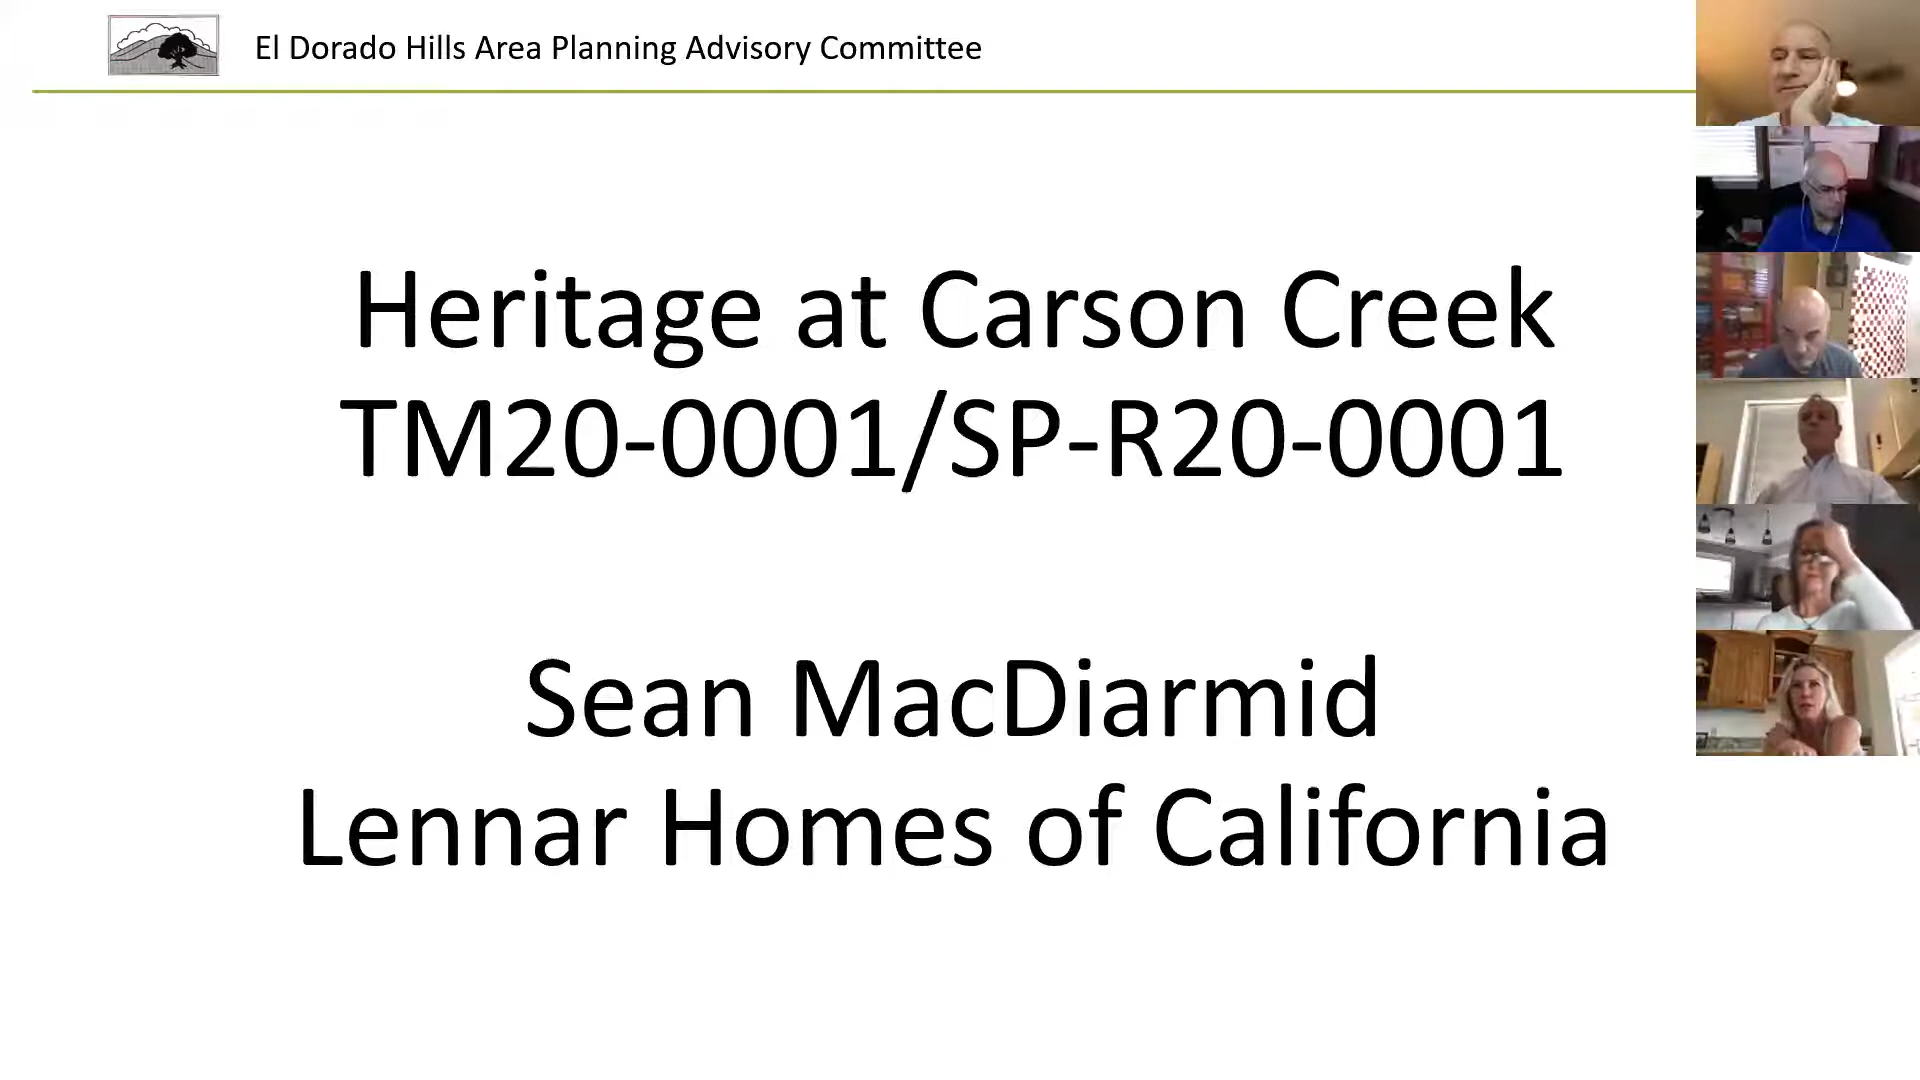 El Dorado Hills Area Planning Advisory Committee
Heritage at Carson Creek
TM20-0001/SP-R20-0001
Sean MacDiarmid
Lennar Homes of California